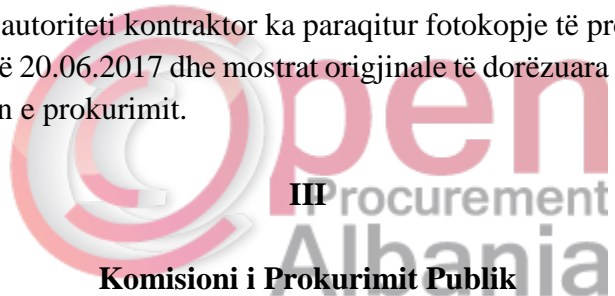 autoriteti kontraktor ka paraqitur fotokopje të
20.06.2017 dhe mostrat origjinale të dorëzuara
e prokurimit.
Open
III
Procurement
Albania
Komisioni i Prokurimit Publik